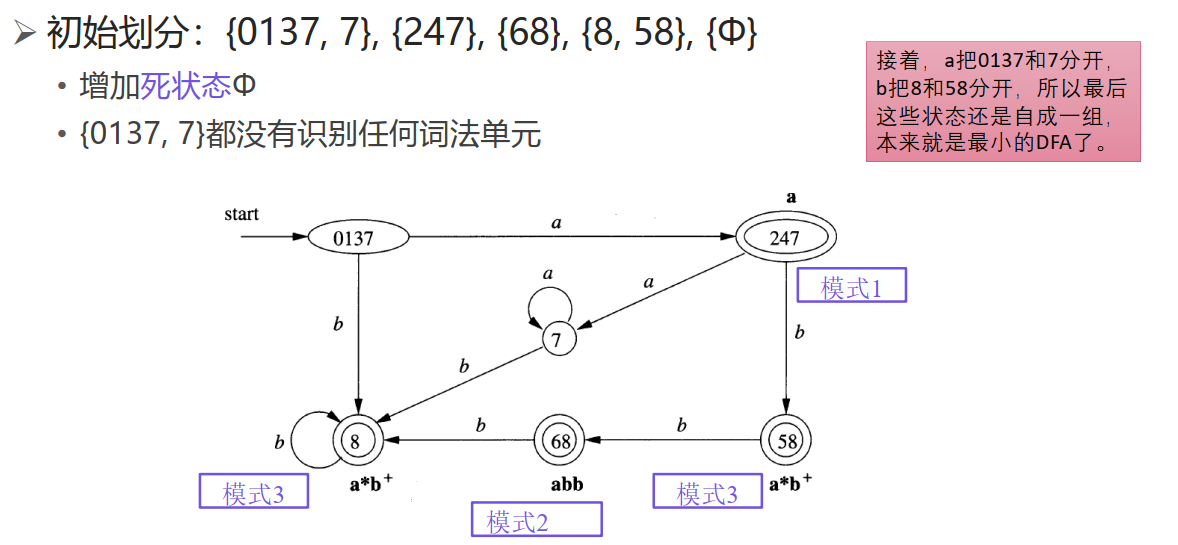 ➢ 初始划分：{0137, 7}, {247}, {68}, {8, 58}, {Φ}
• 增加死状态Φ
• {0137, 7}都没有识别任何词法单元
接着，a把0137和7分开，
b把8和58分开，所以最后
这些状态还是自成一组，
本来就是最小的DFA了。
a
start
a
0137
247
a
a
模式1
b
7
b
b
b
8
b
68
b
58
a*b⁺
abb
a*b⁺
模式3
模式3
模式2